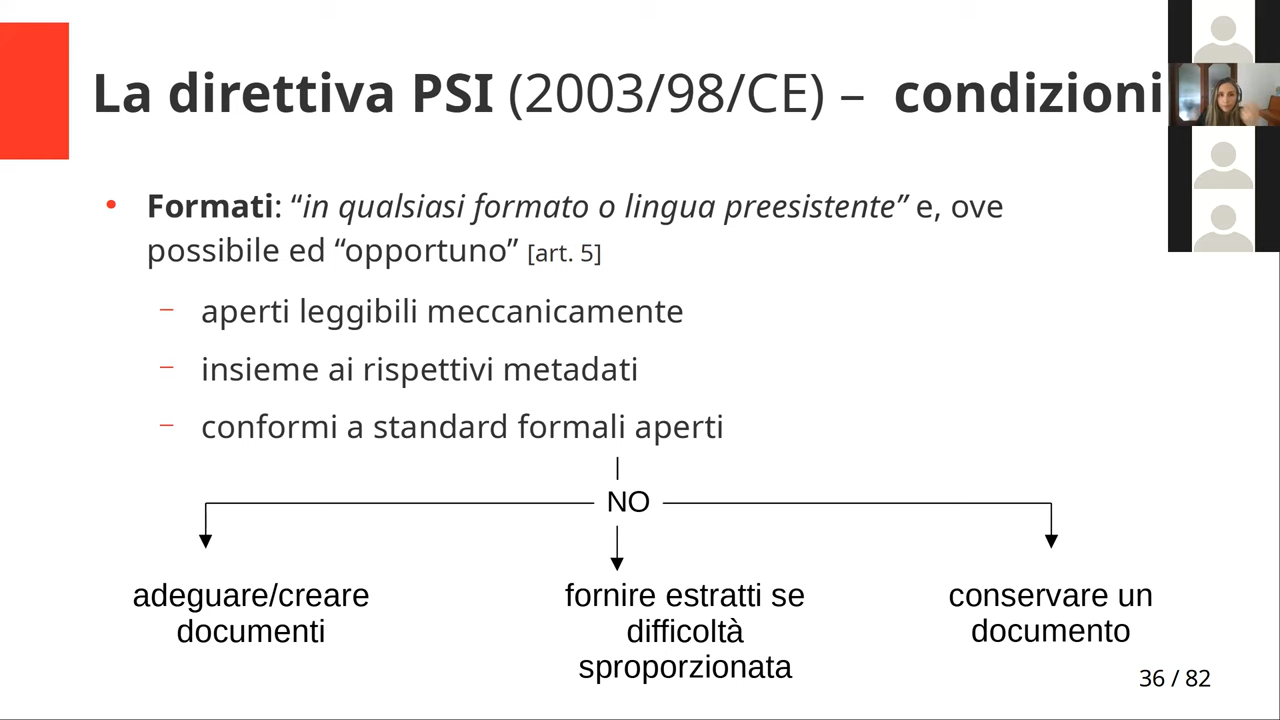 La direttiva PSI (2003/98/CE) – condizioni
• Formati: “in qualsiasi formato o lingua preesistente” e, ove
possibile ed “opportuno” [art. 5]
– aperti leggibili meccanicamente
– insieme ai rispettivi metadati
– conformi a standard formali aperti
NO
adeguare/creare
documenti
fornire estratti se
difficoltà
sproporzionata
conservare un
documento
36 / 82